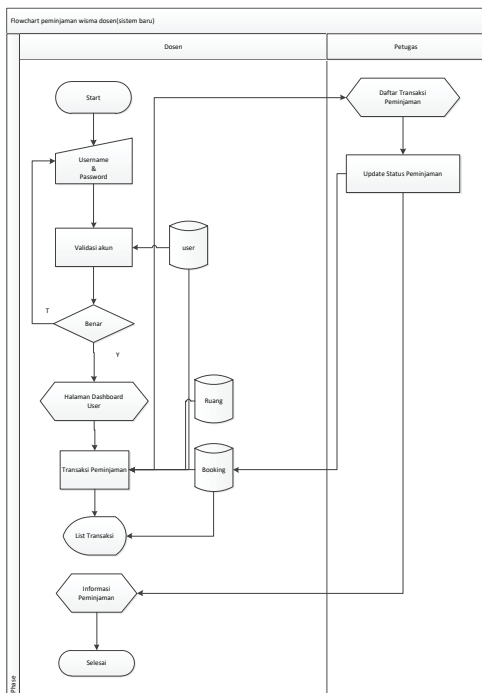 Flowchart peminjaman wisma dosen(sistem baru)
Dosen
Petugas
Start
Daftar Transaksi
Peminjaman
Username
&
Password
Update Status Peminjaman
Validasi akun
user
T
Benar
Y
Halaman Dashboard
User
Ruang
Transaksi Peminjaman
Booking
List Transaksi
Informasi
Peminjaman
Selesai
Phase